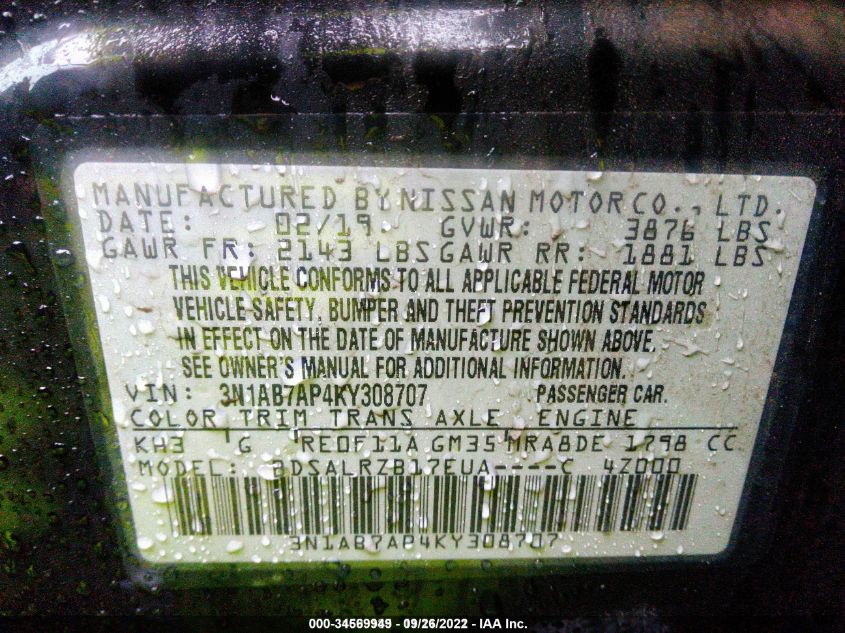 MANUFACTURED BY NISSAN MOTOR CO., LTD.
DATE: 02/19 GVWR: 3876 LBS
GAWR FR: 2143 LBS GAWR RR: 1881 LBS
THIS VEHICLE CONFORMS TO ALL APPLICABLE FEDERAL MOTOR
VEHICLE SAFETY, BUMPER AND THEFT PREVENTION STANDARDS
IN EFFECT ON THE DATE OF MANUFACTURE SHOWN ABOVE.
SEE OWNER'S MANUAL FOR ADDITIONAL INFORMATION.
VIN: 3N1AB7AP4KY308707 PASSENGER CAR.
COLOR TRIM TRANS AXLE ENGINE
KH3 G RE0F11A GM35 MRA8DE 1798 CC
MODEL: BDSALRZB17EUA----C 4Z000
3N1AB7AP4KY308707
000-34569949 - 09/26/2022 - IAA Inc.